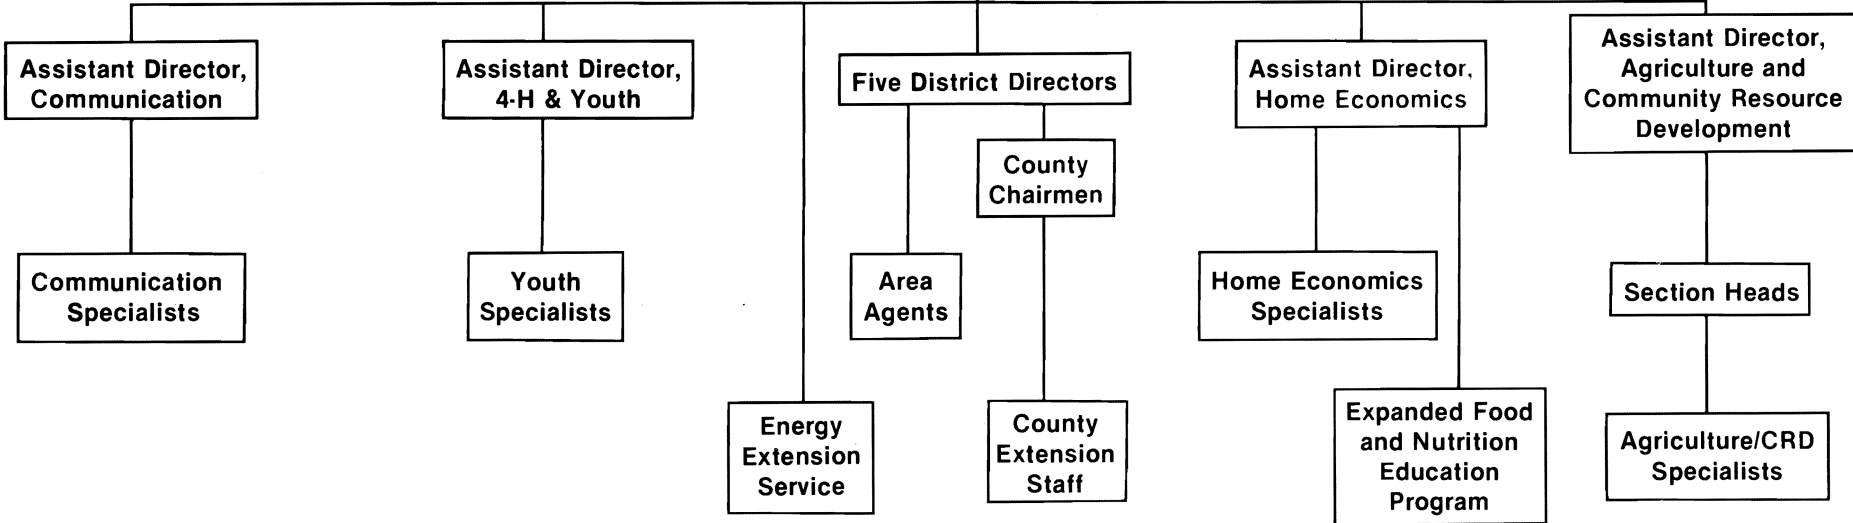 Assistant Director,
Communication
Assistant Director,
4-H & Youth
Five District Directors
Assistant Director,
Home Economics
Assistant Director,
Agriculture and
Community Resource
Development
County
Chairmen
Communication
Specialists
Youth
Specialists
Area
Agents
Home Economics
Specialists
Section Heads
Energy
Extension
Service
County
Extension
Staff
Expanded Food
and Nutrition
Education
Program
Agriculture/CRD
Specialists